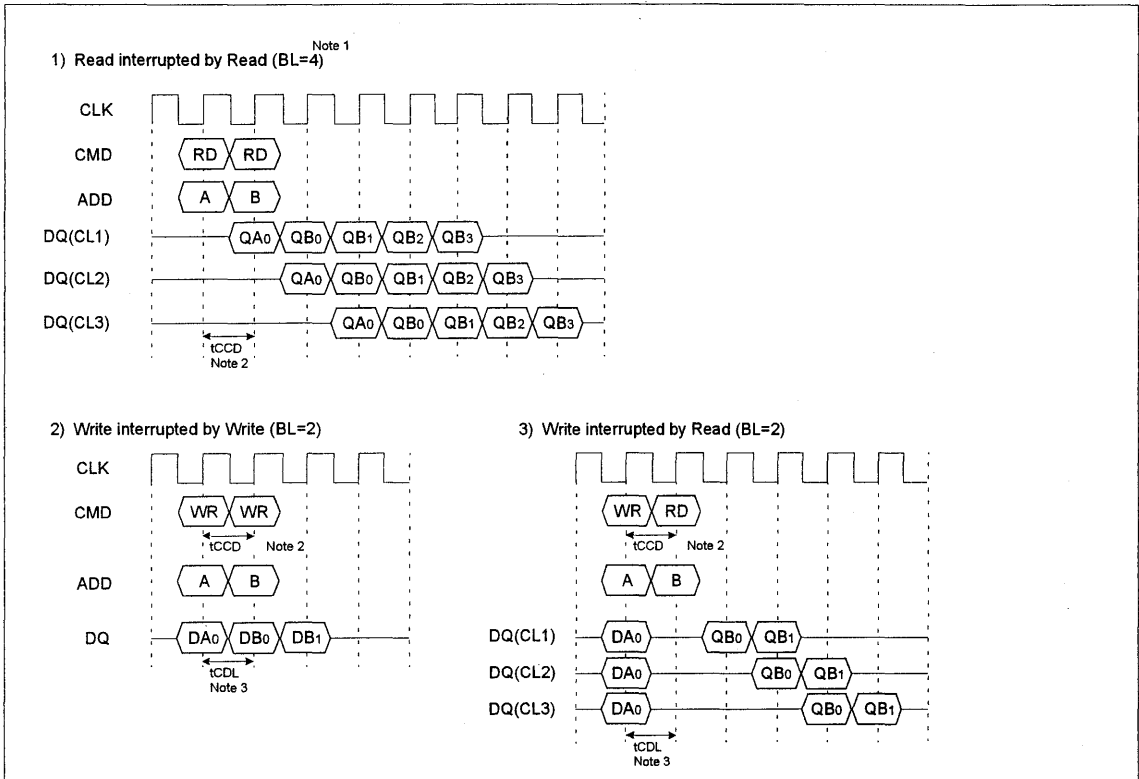 1) Read interrupted by Read (BL=4) Note 1
CLK
CMD RD RD
ADD A B
DQ(CL1) QA0 QB0 QB1 QB2 QB3
DQ(CL2) QA0 QB0 QB1 QB2 QB3
DQ(CL3) QA0 QB0 QB1 QB2 QB3
tCCD
Note 2
2) Write interrupted by Write (BL=2)
CLK
CMD WR WR
tCCD Note 2
ADD A B
DQ DA0 DB0 DB1
tCDL
Note 3
3) Write interrupted by Read (BL=2)
WR RD
tCCD Note 2
A B
DQ(CL1) DA0 QB0 QB1
DQ(CL2) DA0 QB0 QB1
DQ(CL3) DA0 QB0 QB1
tCDL
Note 3